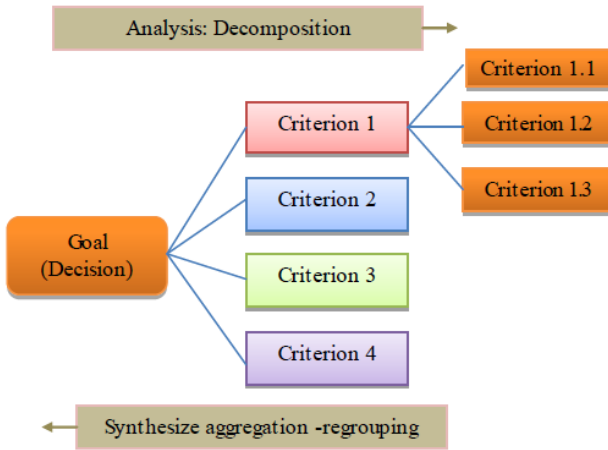 Analysis: Decomposition
Criterion 1.1
Criterion 1
Criterion 1.2
Criterion 1.3
Criterion 2
Goal
(Decision)
Criterion 3
Criterion 4
Synthesize aggregation -regrouping